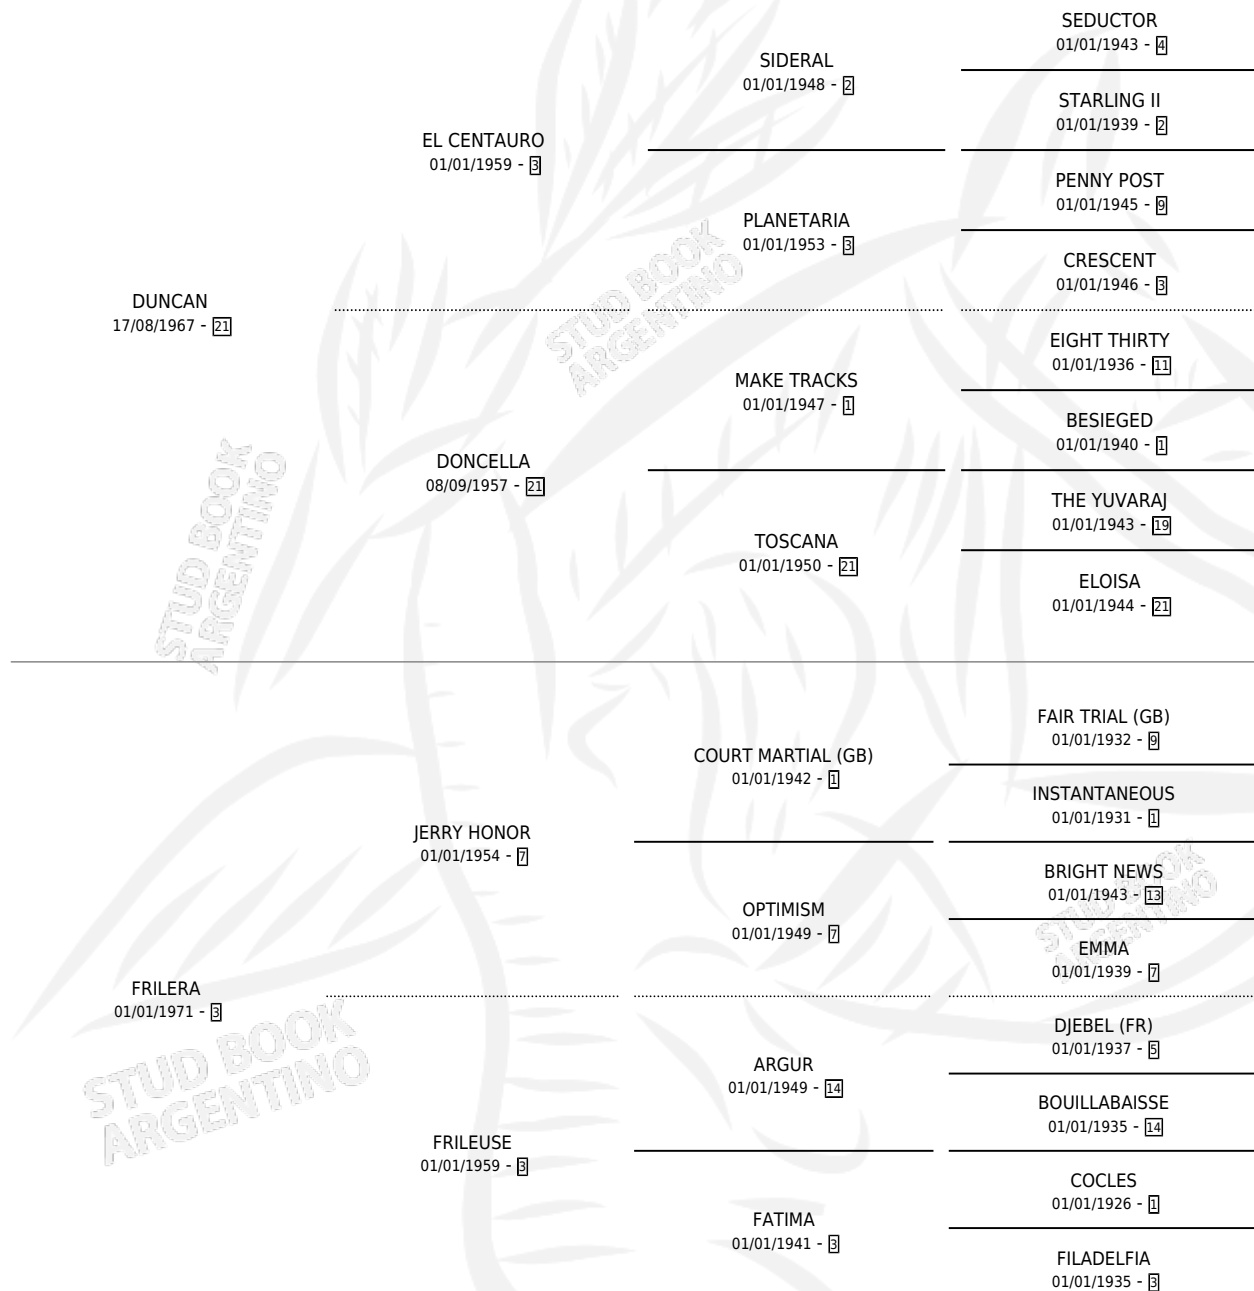 SEDUCTOR
01/01/1943 - 4
SIDERAL
01/01/1948 - 2
STARLING II
01/01/1939 - 2
EL CENTAURO
01/01/1959 - 3
PENNY POST
01/01/1945 - 9
PLANETARIA
01/01/1953 - 3
CRESCENT
01/01/1946 - 3
DUNCAN
17/08/1967 - 21
STUD BOOK
ARGENTINO
EIGHT THIRTY
01/01/1936 - 11
MAKE TRACKS
01/01/1947 - 1
BESIEGED
01/01/1940 - 1
DONCELLA
08/09/1957 - 21
THE YUVARAJ
01/01/1943 - 19
TOSCANA
01/01/1950 - 21
ELOISA
01/01/1944 - 21
STUD BOOK
ARGENTINO
FAIR TRIAL (GB)
01/01/1932 - 9
COURT MARTIAL (GB)
01/01/1942 - 1
INSTANTANEOUS
01/01/1931 - 1
JERRY HONOR
01/01/1954 - 7
BRIGHT NEWS
01/01/1943 - 13
OPTIMISM
01/01/1949 - 7
STUD BOOK
ARGENTINO
EMMA
01/01/1939 - 7
FRILERA
01/01/1971 - 3
STUD BOOK
ARGENTINO
DJEBEL (FR)
01/01/1937 - 5
ARGUR
01/01/1949 - 14
BOUILLABAISSE
01/01/1935 - 14
FRILEUSE
01/01/1959 - 3
COCLES
01/01/1926 - 1
FATIMA
01/01/1941 - 3
FILADELFIA
01/01/1935 - 3